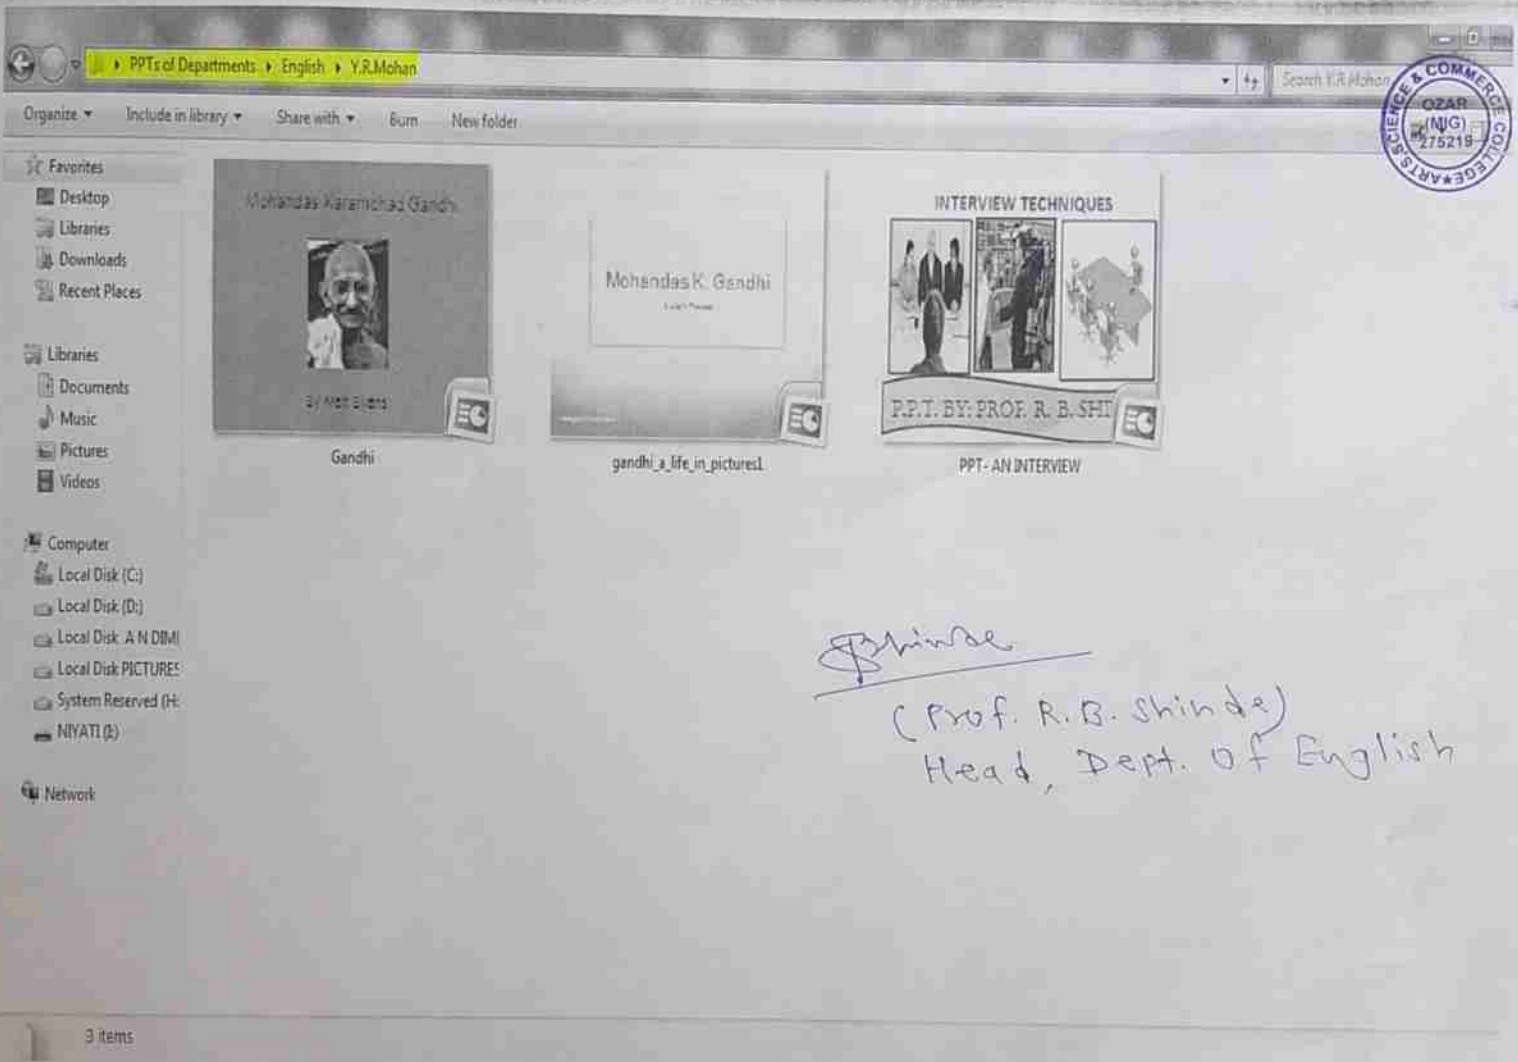 PPTs of Departments English Y.R.Mohan
Search Y.R.Mohan
Organize Include in library Share with Burn New folder
ARTS, SCIENCE & COMMERCE COLLEGE
OZAR
(MIG)
275219
Favorites
Desktop
Libraries
Downloads
Recent Places
Libraries
Documents
Music
Pictures
Videos
Computer
Local Disk (C:)
Local Disk (D:)
Local Disk A N DIM
Local Disk PICTURES
System Reserved (H:
NIYATI (I:)
Network
Mohandas Karamchad Gandhi
Gandhi
Mohandas K. Gandhi
gandhi_a_life_in_pictures1
INTERVIEW TECHNIQUES
P.P.T. BY: PROF. R. B. SHI
PPT- AN INTERVIEW
Shinde
(Prof. R.B. Shinde)
Head, Dept. Of English
3 items